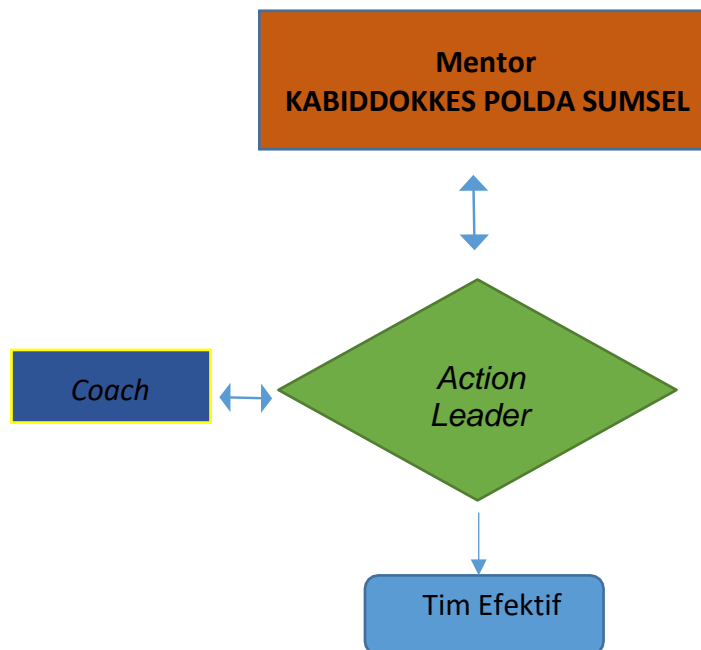 Mentor
KABIDDOKKES POLDA SUMSEL
Coach
Action
Leader
Tim Efektif